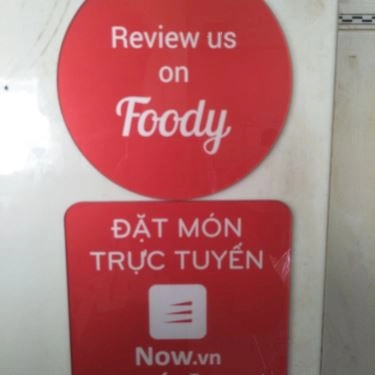 Review us
on
Foody
ĐẶT MÓN
TRỰC TUYẾN
Now.vn